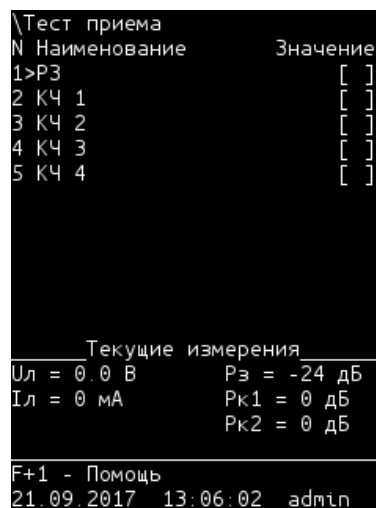 \Тест приема
N Наименование Значение
1>РЗ [ ]
2 КЧ 1 [ ]
3 КЧ 2 [ ]
4 КЧ 3 [ ]
5 КЧ 4 [ ]
Текущие измерения
Uл = 0.0 В Рз = -24 дБ
Iл = 0 мА Рк1 = 0 дБ
Рк2 = 0 дБ
F+1 - Помощь
21.09.2017 13:06:02 admin